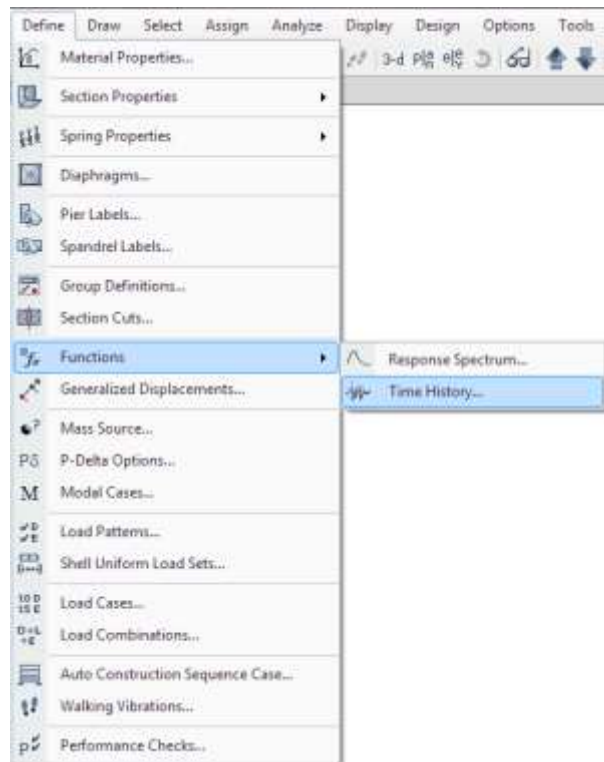 Define Draw Select Assign Analyze Display Design Options Tools
3-d
Material Properties...
Section Properties
Spring Properties
Diaphragms...
Pier Labels...
Spandrel Labels...
Group Definitions...
Section Cuts...
Functions
Response Spectrum...
Generalized Displacements...
Time History...
Mass Source...
Pδ P-Delta Options...
M Modal Cases...
Load Patterns...
Shell Uniform Load Sets...
Load Cases...
Load Combinations...
Auto Construction Sequence Case...
Walking Vibrations...
Performance Checks...